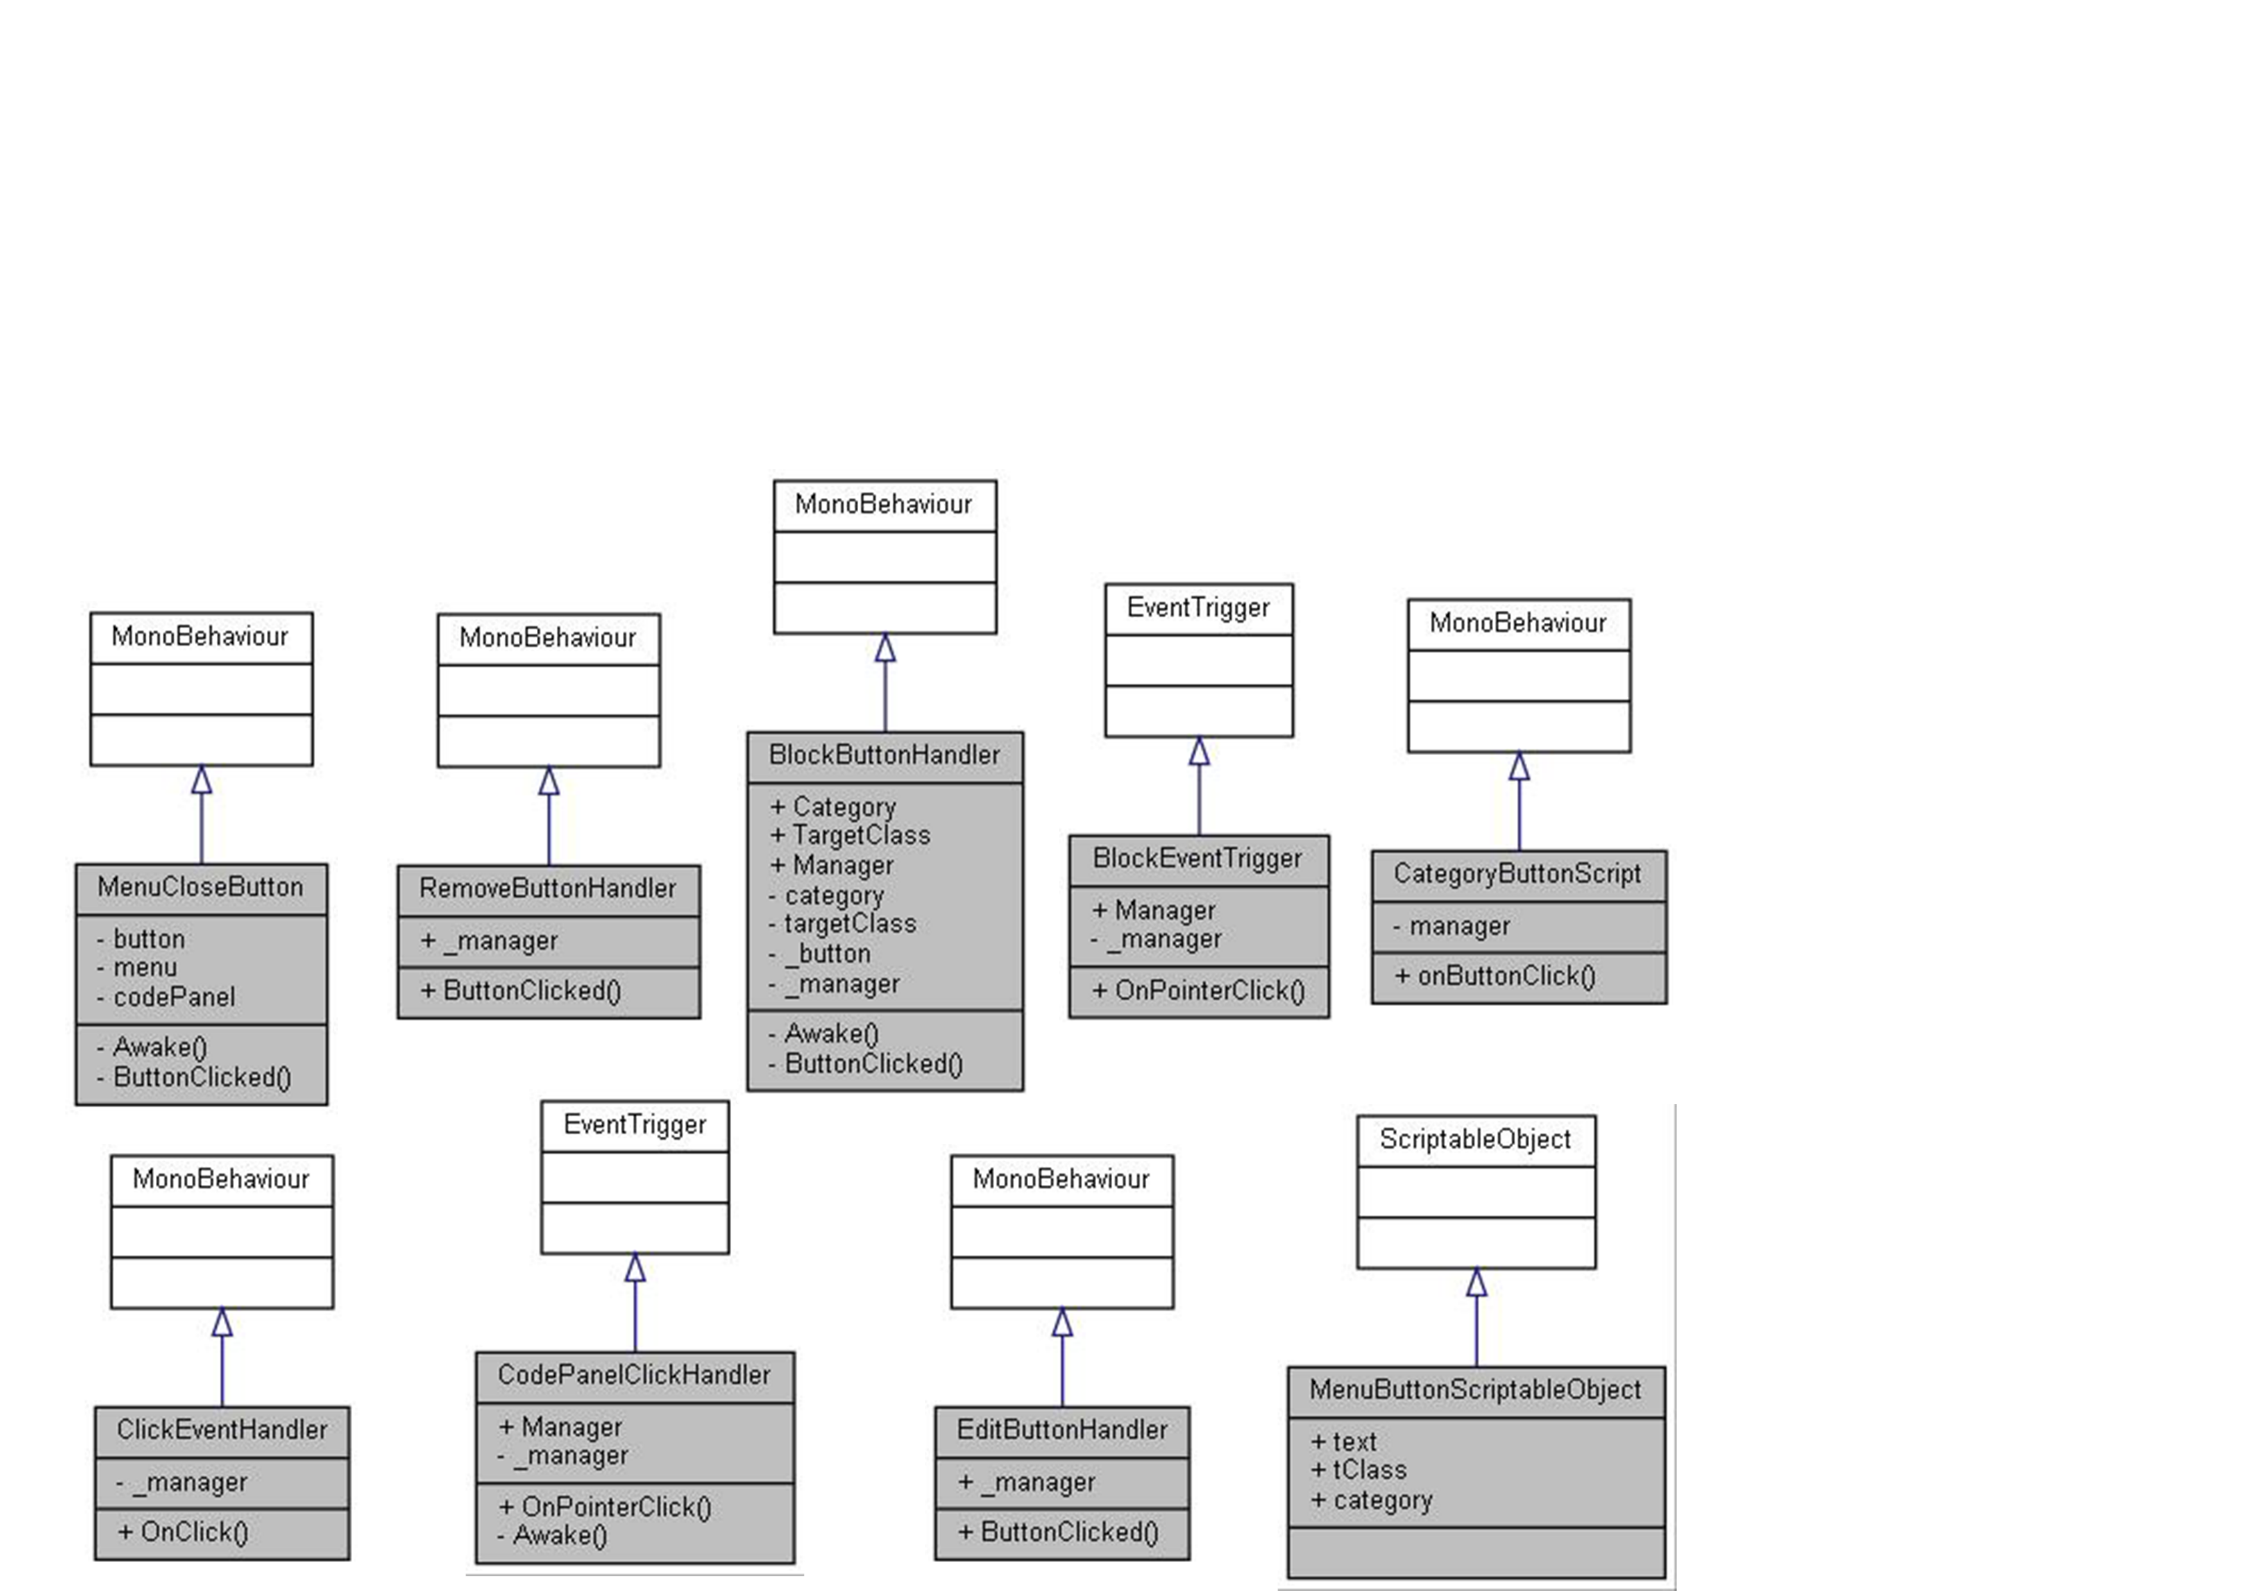 MonoBehaviour
MenuCloseButton
- button
- menu
- codePanel
- Awake()
- ButtonClicked()
MonoBehaviour
RemoveButtonHandler
+ _manager
+ ButtonClicked()
MonoBehaviour
BlockButtonHandler
+ Category
+ TargetClass
+ Manager
- category
- targetClass
- _button
- _manager
- Awake()
- ButtonClicked()
EventTrigger
BlockEventTrigger
+ Manager
- _manager
+ OnPointerClick()
MonoBehaviour
CategoryButtonScript
- manager
+ onButtonClick()
MonoBehaviour
ClickEventHandler
- _manager
+ OnClick()
EventTrigger
CodePanelClickHandler
+ Manager
- _manager
+ OnPointerClick()
- Awake()
MonoBehaviour
EditButtonHandler
+ _manager
+ ButtonClicked()
ScriptableObject
MenuButtonScriptableObject
+ text
+ tClass
+ category